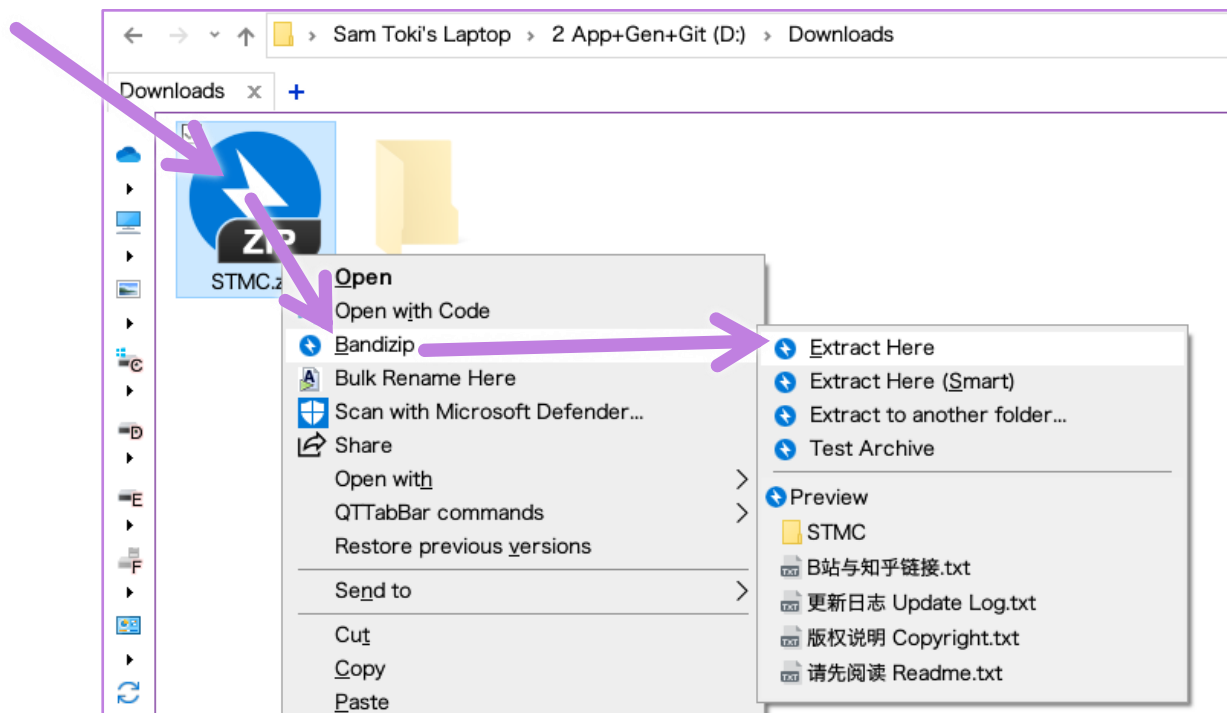 Sam Toki's Laptop › 2 App+Gen+Git (D:) › Downloads
Downloads x +
ZIP
STMC.z
Open
Open with Code
Bandizip
Bulk Rename Here
Scan with Microsoft Defender...
Share
Open with
QTTabBar commands
Restore previous versions
Send to
Cut
Copy
Paste
Extract Here
Extract Here (Smart)
Extract to another folder...
Test Archive
Preview
STMC
B站与知乎链接.txt
更新日志 Update Log.txt
版权说明 Copyright.txt
请先阅读 Readme.txt
C
D
E
F